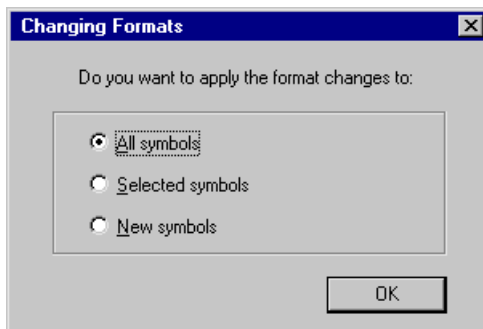 Changing Formats
Do you want to apply the format changes to:
All symbols
Selected symbols
New symbols
OK